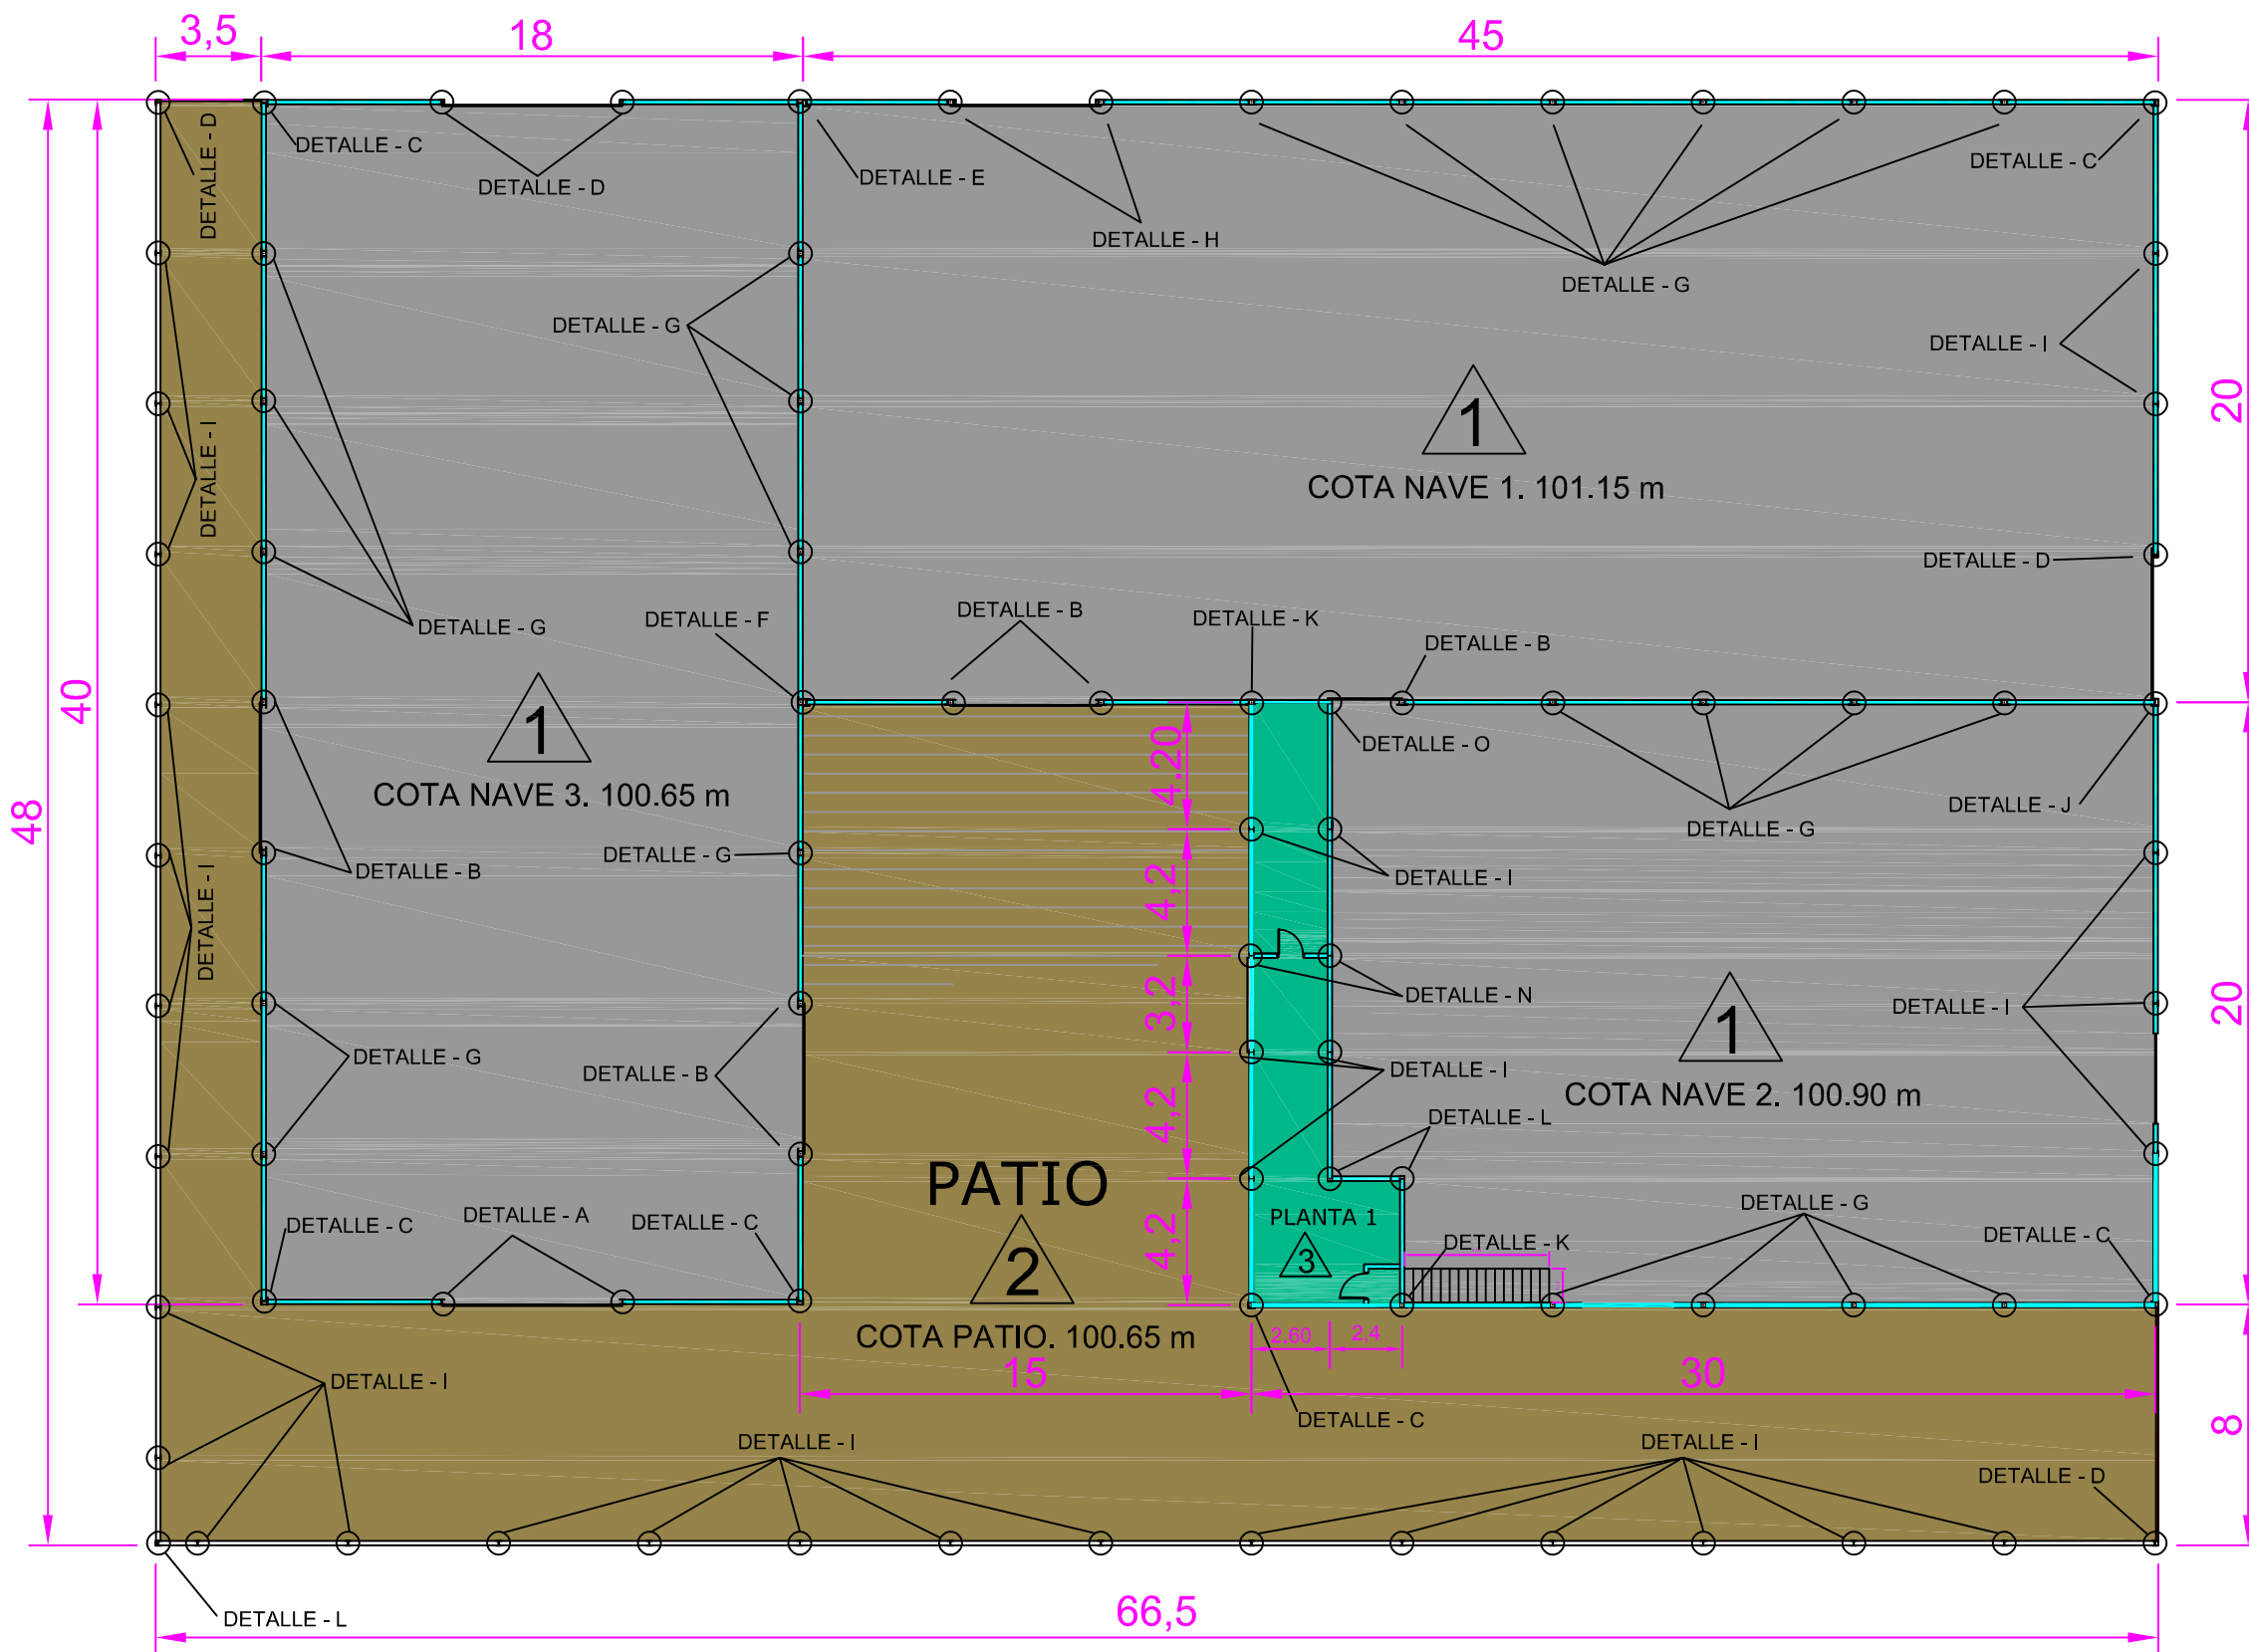 3,5
18
45
DETALLE - D
DETALLE - C
DETALLE - D
DETALLE - E
DETALLE - H
DETALLE - G
DETALLE - C
DETALLE - G
DETALLE - I
20
1
COTA NAVE 1. 101.15 m
DETALLE - I
DETALLE - D
DETALLE - G
DETALLE - F
DETALLE - B
DETALLE - K
DETALLE - B
40
1
COTA NAVE 3. 100.65 m
4.20
DETALLE - O
DETALLE - J
DETALLE - G
48
DETALLE - B
DETALLE - G
4,2
DETALLE - I
DETALLE - I
3,2
DETALLE - N
1
DETALLE - I
20
DETALLE - G
DETALLE - B
DETALLE - I
COTA NAVE 2. 100.90 m
4,2
DETALLE - L
PATIO
2
COTA PATIO. 100.65 m
DETALLE - C
DETALLE - A
DETALLE - C
4,2
PLANTA 1
3
DETALLE - K
DETALLE - G
DETALLE - C
2,60
2,4
15
30
DETALLE - I
DETALLE - C
8
DETALLE - I
DETALLE - I
DETALLE - D
DETALLE - L
66,5